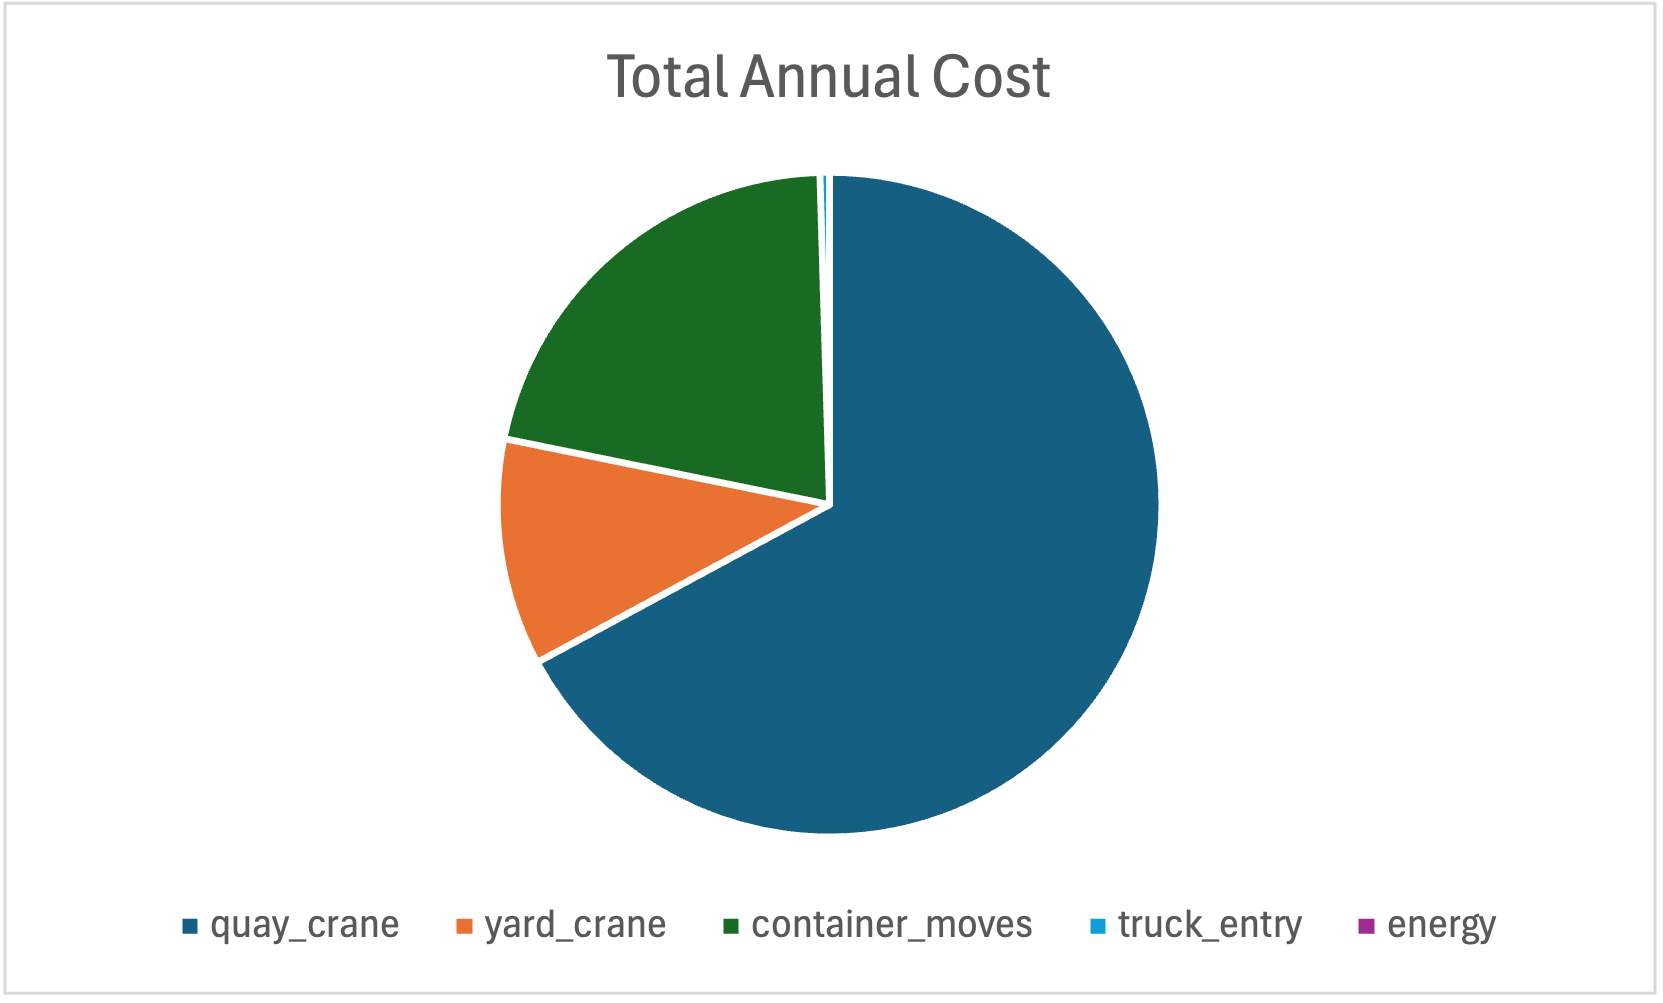 Total Annual Cost
quay_crane yard_crane container_moves truck_entry energy